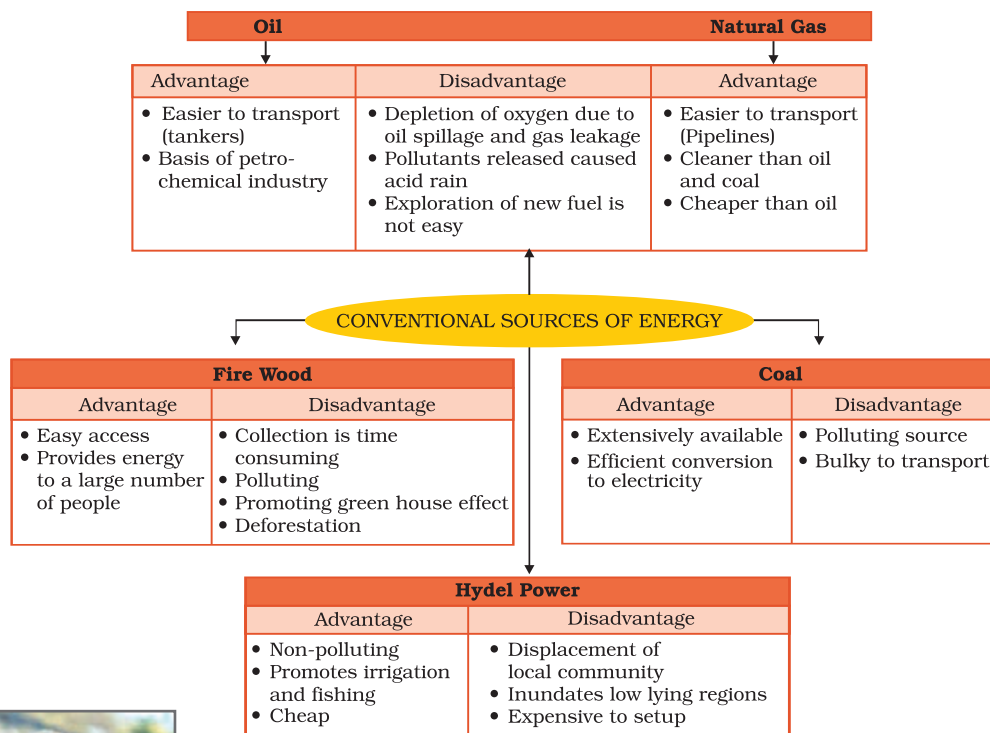 Oil
Natural Gas
Advantage
• Easier to transport
(tankers)
• Basis of petro-
chemical industry
Disadvantage
• Depletion of oxygen due to
oil spillage and gas leakage
• Pollutants released caused
acid rain
• Exploration of new fuel is
not easy
Advantage
• Easier to transport
(Pipelines)
• Cleaner than oil
and coal
• Cheaper than oil
CONVENTIONAL SOURCES OF ENERGY
Fire Wood
Advantage
• Easy access
• Provides energy
to a large number
of people
Disadvantage
• Collection is time
consuming
• Polluting
• Promoting green house effect
• Deforestation
Coal
Advantage
• Extensively available
• Efficient conversion
to electricity
Disadvantage
• Polluting source
• Bulky to transport
Hydel Power
Advantage
• Non-polluting
• Promotes irrigation
and fishing
• Cheap
Disadvantage
• Displacement of
local community
• Inundates low lying regions
• Expensive to setup